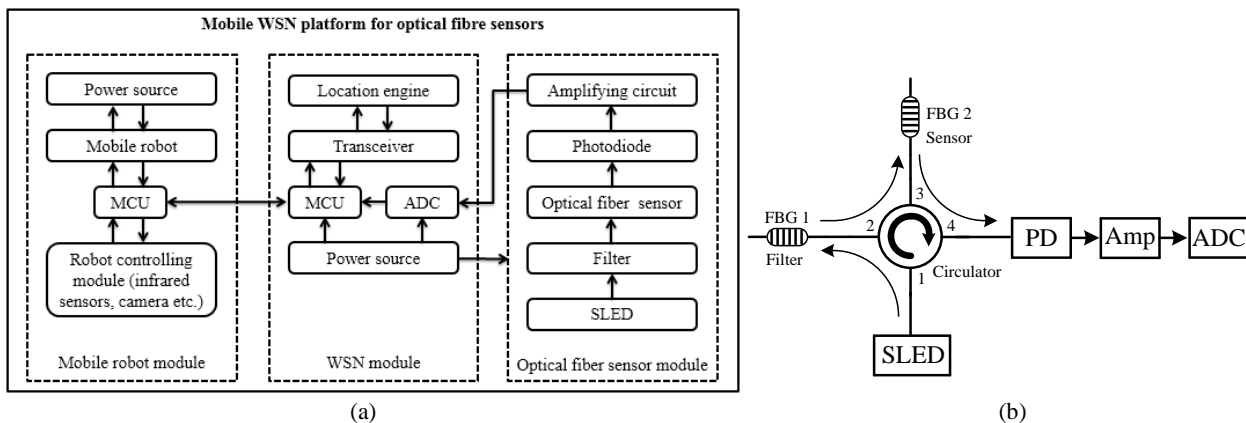 Mobile WSN platform for optical fibre sensors
Power source
Mobile robot
MCU
Robot controlling
module (infrared
sensors, camera etc.)
Mobile robot module
Location engine
Transceiver
MCU
ADC
Power source
WSN module
Amplifying circuit
Photodiode
Optical fiber sensor
Filter
SLED
Optical fiber sensor module
(a)
FBG 2
Sensor
FBG 1
Filter
2
3
4
1
Circulator
PD
Amp
ADC
SLED
(b)